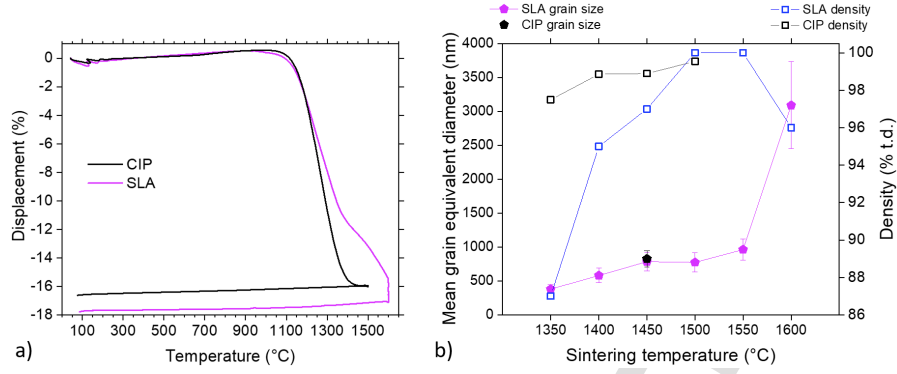 SLA grain size
CIP grain size
SLA density
CIP density
0
-2
-4
-6
-8
-10
-12
-14
-16
-18
Displacement (%)
CIP
SLA
100 300 500 700 900 1100 1300 1500
Temperature (°C)
a)
4000
3500
3000
2500
2000
1500
1000
500
0
Mean grain equivalent diameter (nm)
100
98
96
94
92
90
88
86
Density (% t.d.)
1350 1400 1450 1500 1550 1600
Sintering temperature (°C)
b)